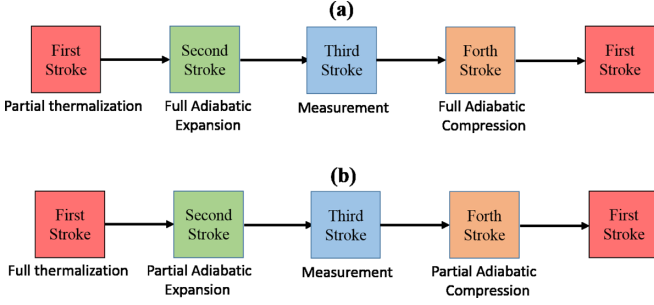 (a)
First Stroke
Second Stroke
Third Stroke
Forth Stroke
First Stroke
Partial thermalization
Full Adiabatic Expansion
Measurement
Full Adiabatic Compression
(b)
First Stroke
Second Stroke
Third Stroke
Forth Stroke
First Stroke
Full thermalization
Partial Adiabatic Expansion
Measurement
Partial Adiabatic Compression